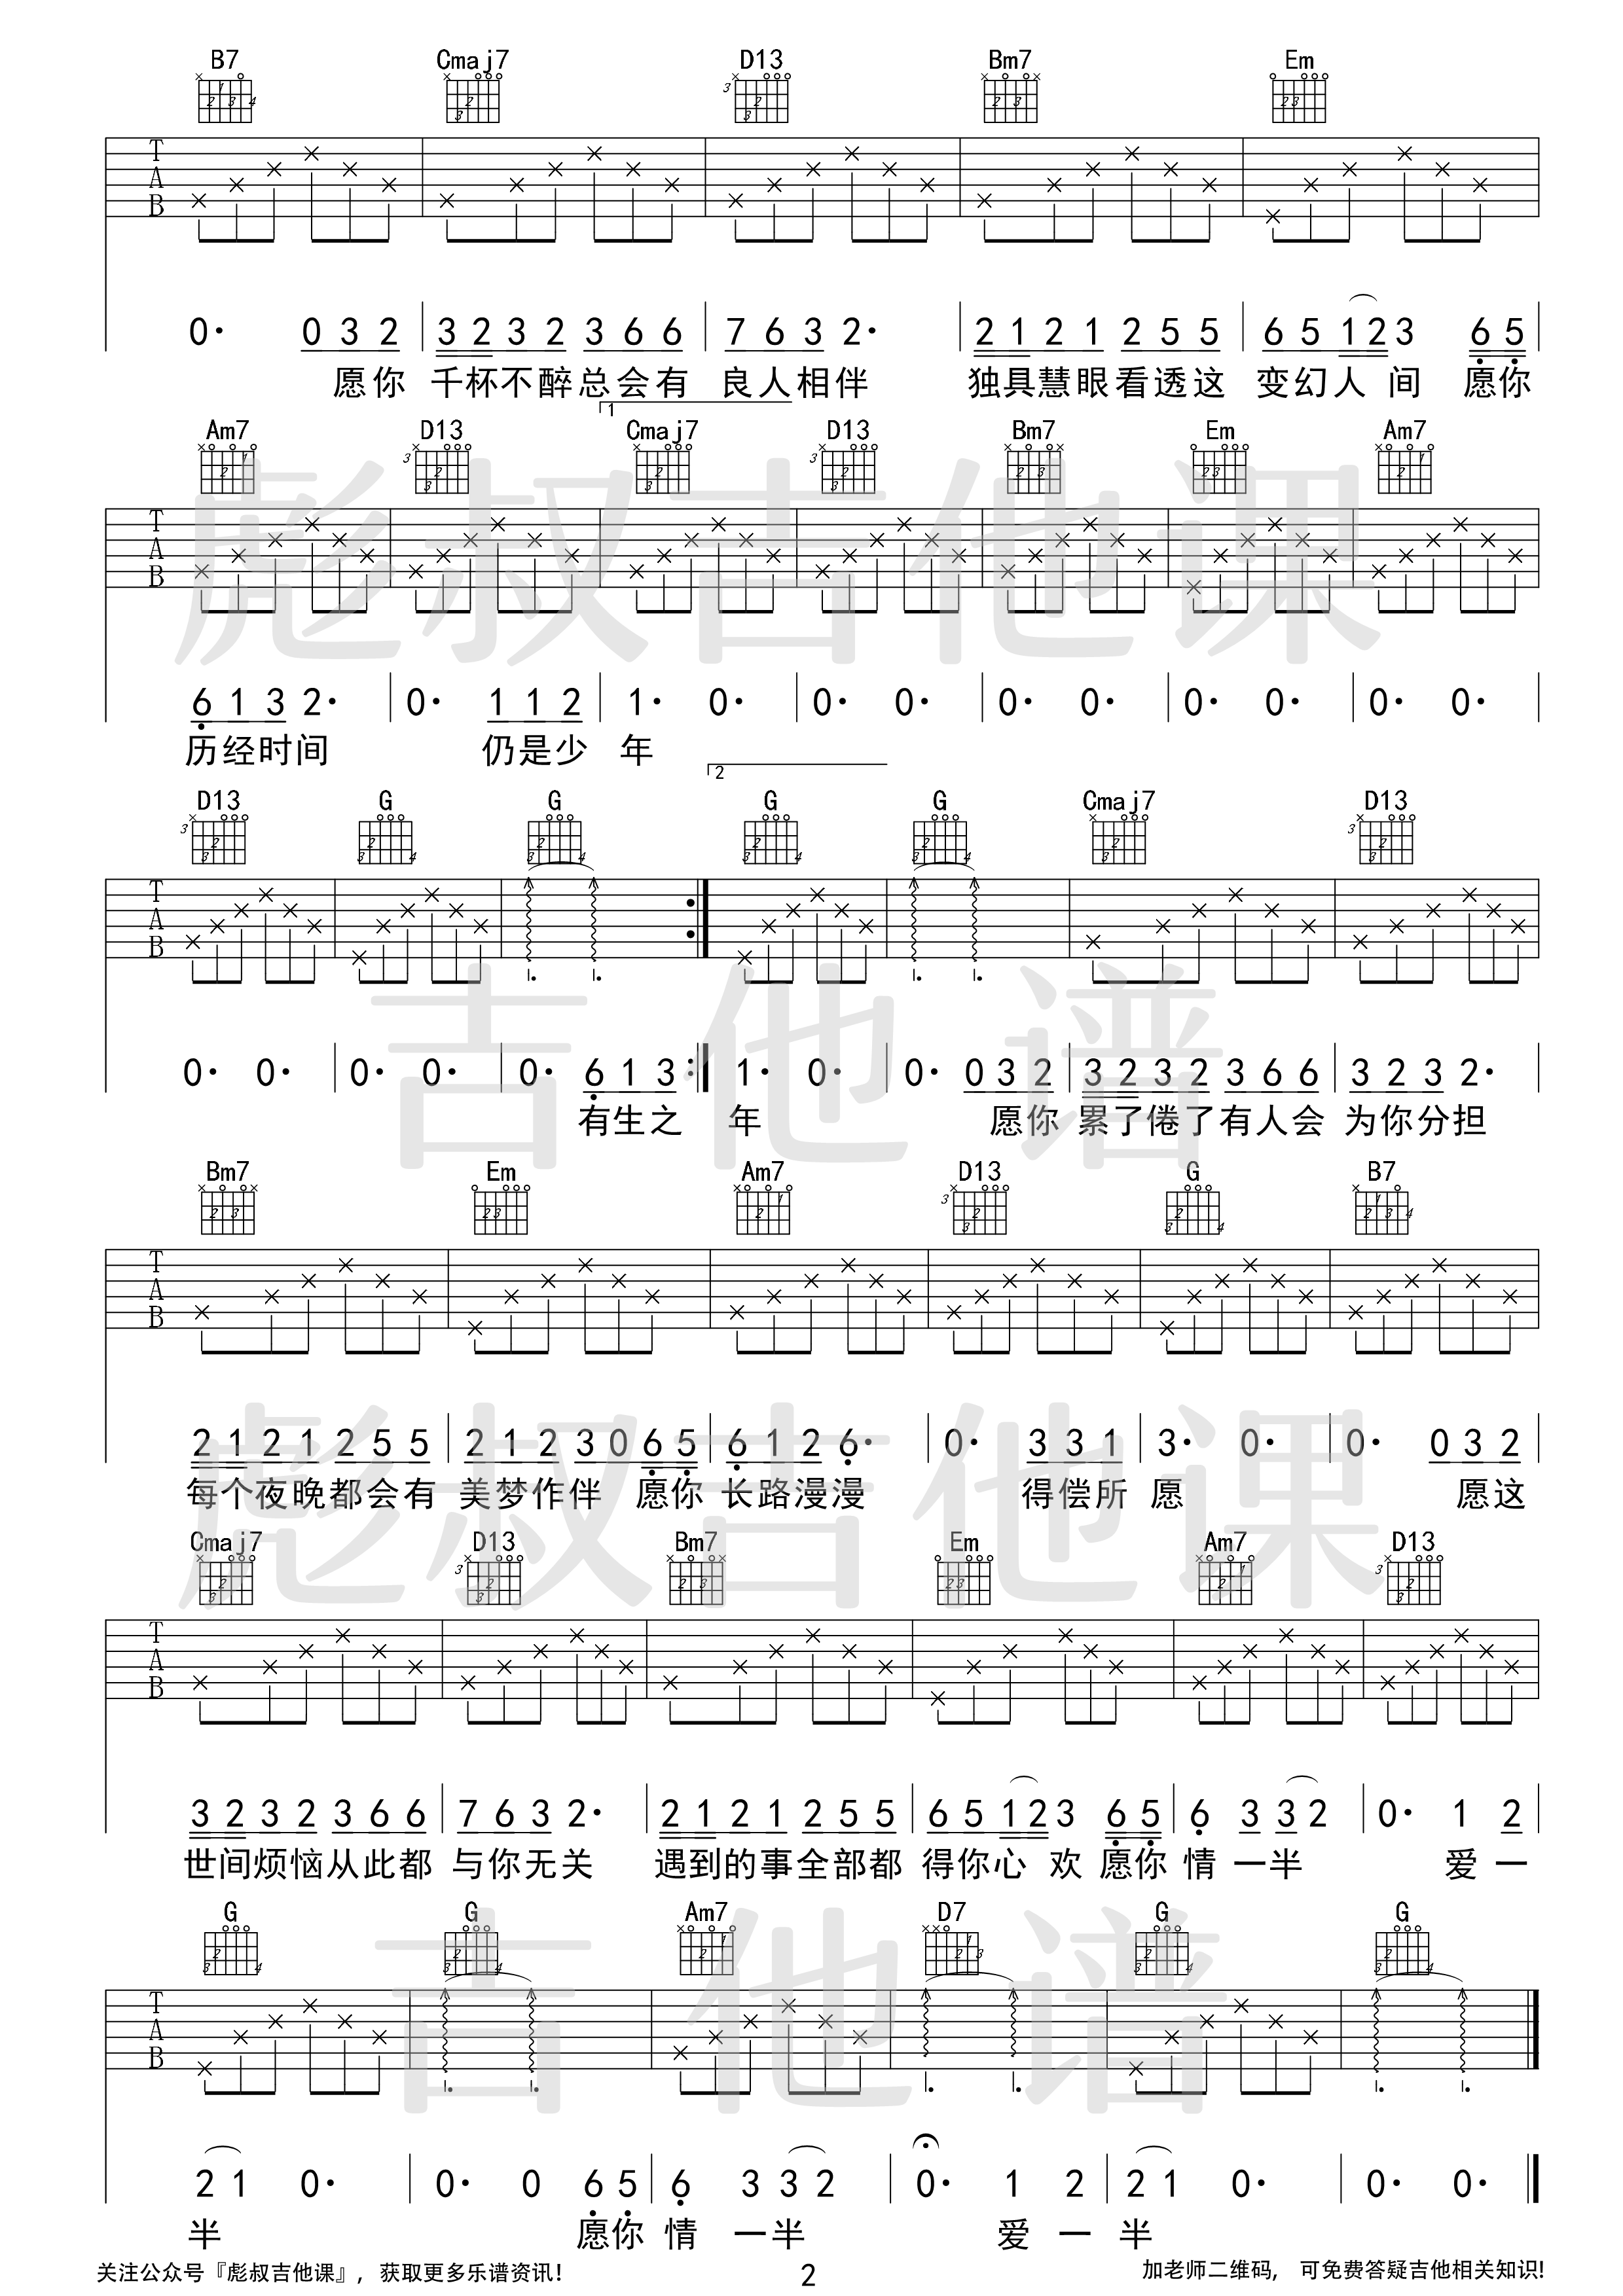 B7 Cmaj7 D13 Bm7 Em
T A B
0· 0 3 2 3 2 3 2 3 6 6 7 6 3 2· 2 1 2 1 2 5 5 6 5 1 2 3 6 5
愿你 千杯不醉总会有 良人相伴 独具慧眼看透这 变幻人间 愿你
Am7 D13 1 Cmaj7 D13 Bm7 Em Am7
T A B
6 1 3 2· 0· 1 1 2 1· 0· 0· 0· 0· 0· 0· 0· 0· 0·
历经时间 仍是少 年
D13 G G 2 G G Cmaj7 D13
T A B
0· 0· 0· 0· 0· 6 1 3 1· 0· 0· 0 3 2 3 2 3 2 3 6 6 3 2 3 2·
有生之 年 愿你 累了倦了有人会 为你分担
Bm7 Em Am7 D13 G B7
T A B
2 1 2 1 2 5 5 2 1 2 3 0 6 5 6 1 2 6· 0· 3 3 1 3· 0· 0· 0 3 2
每个夜晚都会有 美梦作伴 愿你 长路漫漫 得偿所 愿 愿这
Cmaj7 D13 Bm7 Em Am7 D13
T A B
3 2 3 2 3 6 6 7 6 3 2· 2 1 2 1 2 5 5 6 5 1 2 3 6 5 6 3 3 2 0· 1 2
世间烦恼从此都 与你无关 遇到的事全部都 得你心欢 愿你 情一半 爱一
G G Am7 D7 G G
T A B
2 1 0· 0· 0 6 5 6 3 3 2 0· 1 2 2 1 0· 0· 0·
半 愿你 情一半 爱一 半
彪叔吉他课
吉他谱
彪叔吉他课
吉他谱
关注公众号『彪叔吉他课』，获取更多乐谱资讯！ 2 加老师二维码，可免费答疑吉他相关知识！